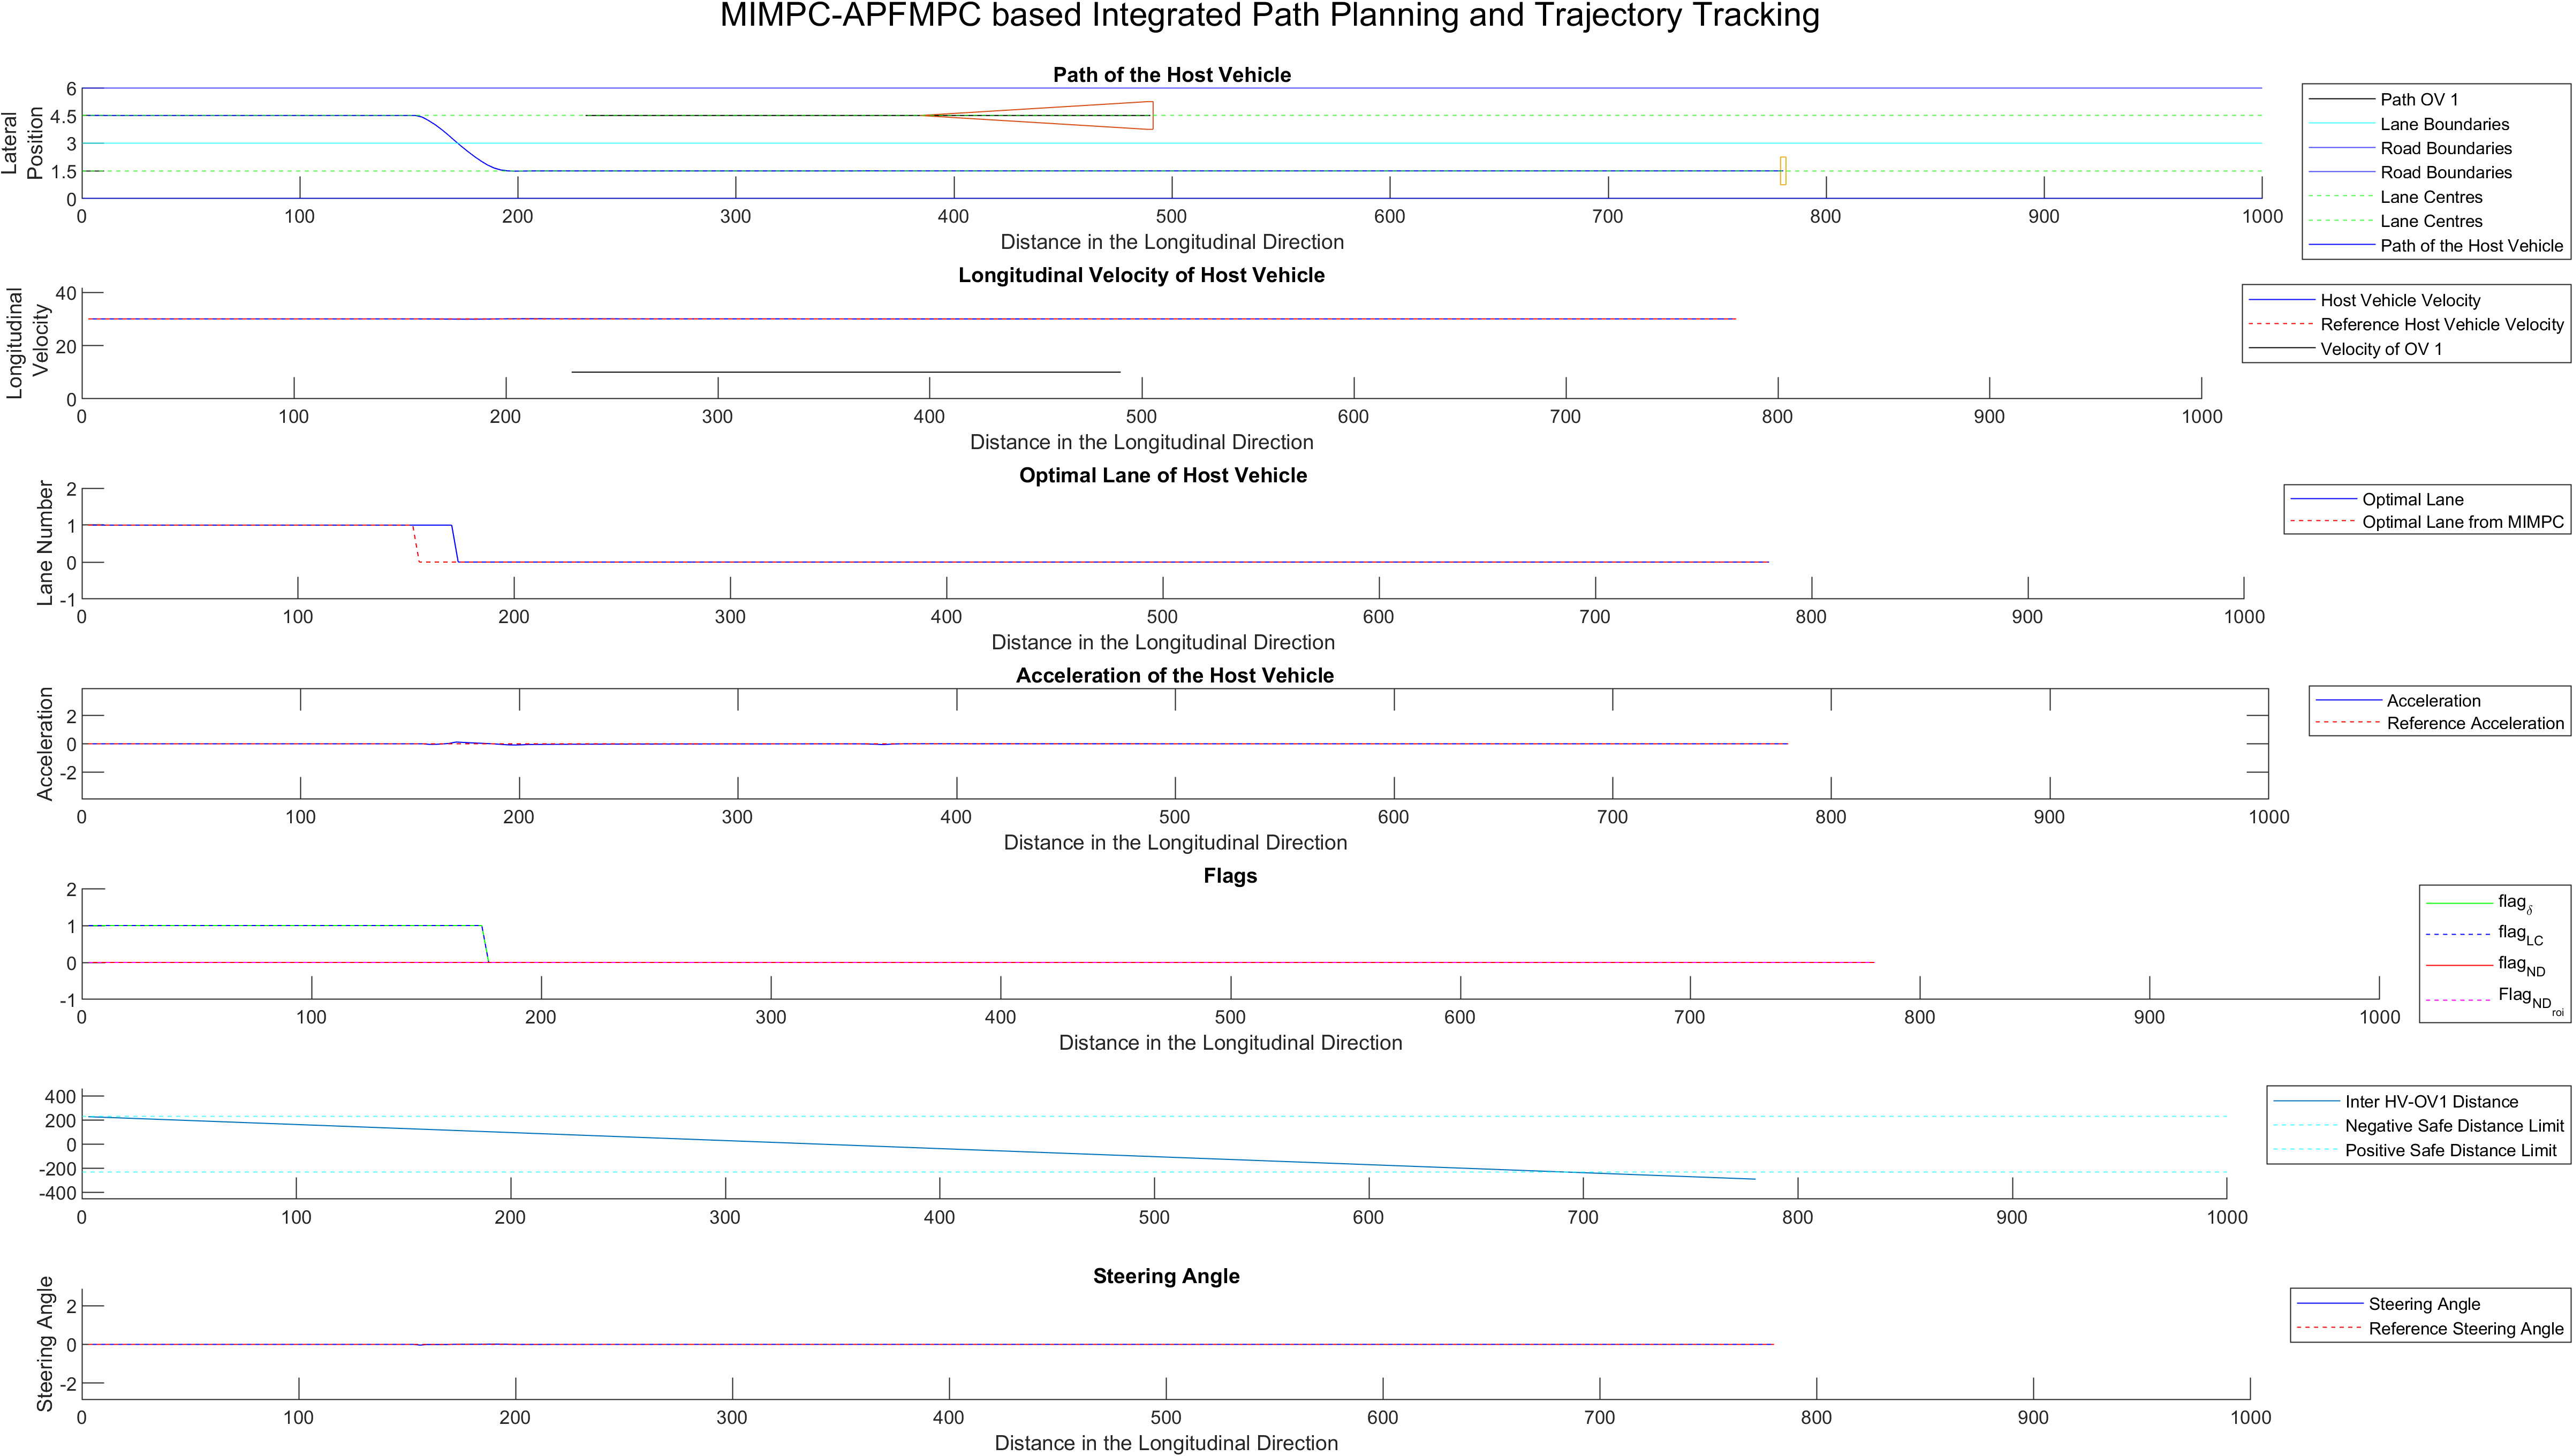 MIMPC-APFMPC based Integrated Path Planning and Trajectory Tracking
Path of the Host Vehicle
Lateral
Position
6
4.5
3
1.5
0
0 100 200 300 400 500 600 700 800 900 1000
Distance in the Longitudinal Direction
Path OV 1
Lane Boundaries
Road Boundaries
Road Boundaries
Lane Centres
Lane Centres
Path of the Host Vehicle
Longitudinal Velocity of Host Vehicle
Longitudinal
Velocity
40
20
0
0 100 200 300 400 500 600 700 800 900 1000
Distance in the Longitudinal Direction
Host Vehicle Velocity
Reference Host Vehicle Velocity
Velocity of OV 1
Optimal Lane of Host Vehicle
Lane Number
2
1
0
-1
0 100 200 300 400 500 600 700 800 900 1000
Distance in the Longitudinal Direction
Optimal Lane
Optimal Lane from MIMPC
Acceleration of the Host Vehicle
Acceleration
2
0
-2
0 100 200 300 400 500 600 700 800 900 1000
Distance in the Longitudinal Direction
Acceleration
Reference Acceleration
Flags
2
1
0
-1
0 100 200 300 400 500 600 700 800 900 1000
Distance in the Longitudinal Direction
flag_δ
flag_LC
flag_ND
Flag_ND_roi
400
200
0
-200
-400
0 100 200 300 400 500 600 700 800 900 1000
Inter HV-OV1 Distance
Negative Safe Distance Limit
Positive Safe Distance Limit
Steering Angle
Steering Angle
2
0
-2
0 100 200 300 400 500 600 700 800 900 1000
Distance in the Longitudinal Direction
Steering Angle
Reference Steering Angle